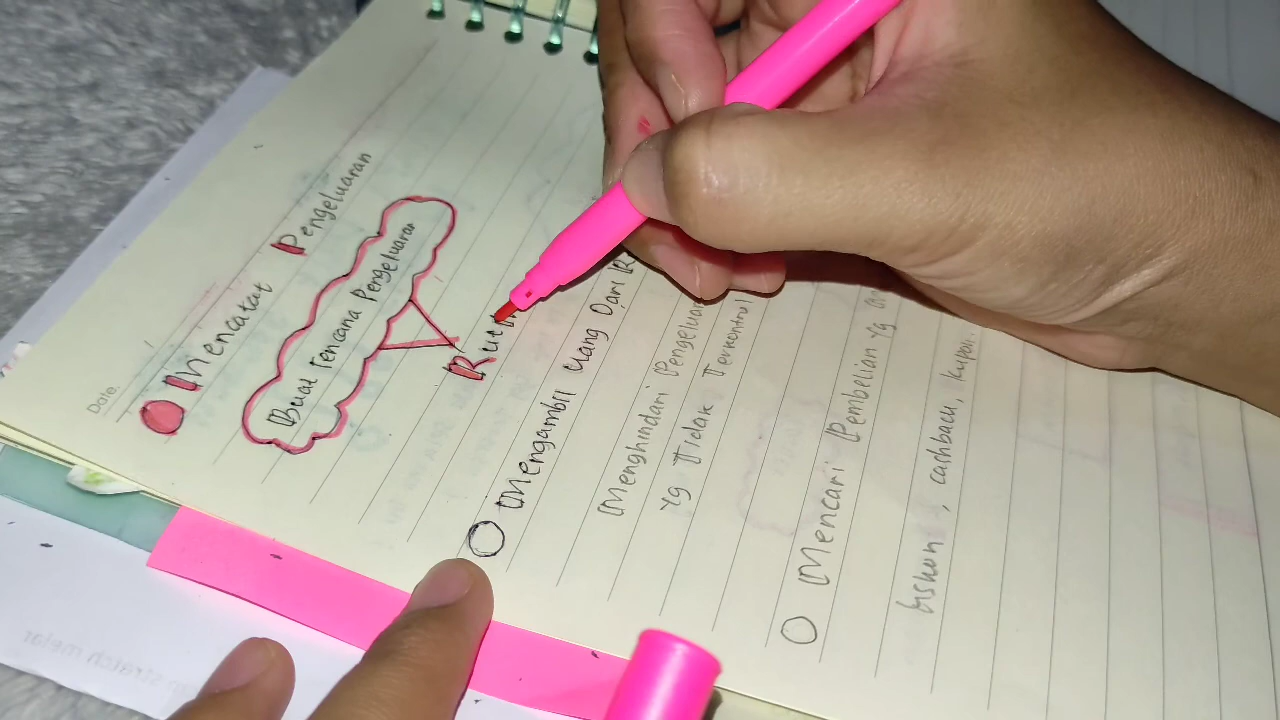 Date.
Mencatat Pengeluaran
Buat rencana Pengeluaran
Mengambil Uang Dari
Menghindari
Yg Tidak Terkontrol
Mencari Pembelian Yg
diskon, cashback, kupon.